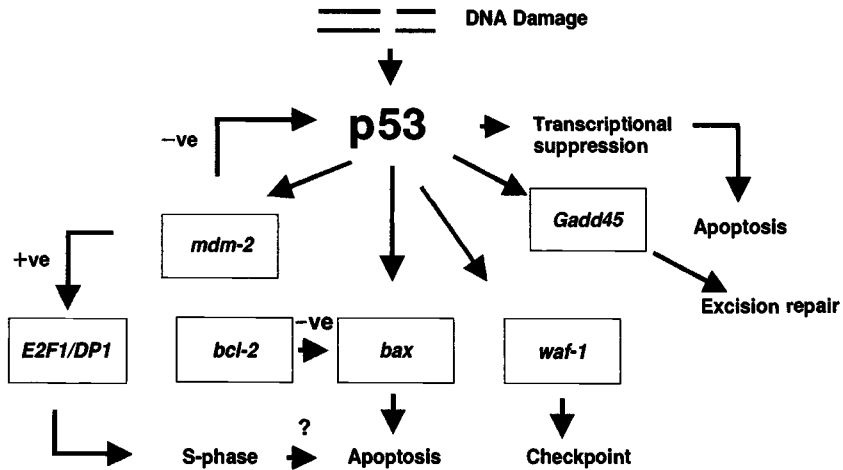 DNA Damage
p53
–ve
Transcriptional
suppression
Gadd45
Apoptosis
mdm-2
+ve
Excision repair
–ve
E2F1/DP1
bcl-2
bax
waf-1
?
S-phase
Apoptosis
Checkpoint